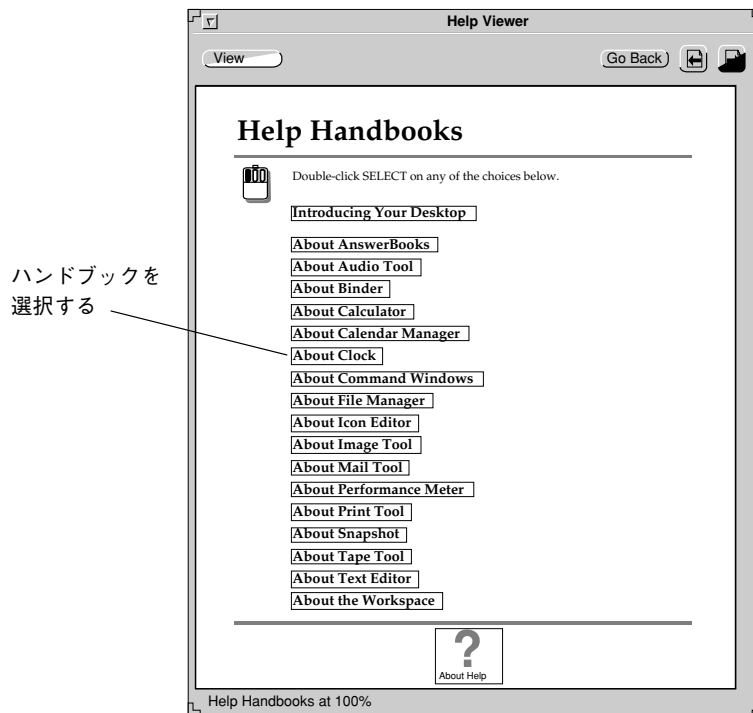 Help Viewer
View
Go Back
Help Handbooks
Double-click SELECT on any of the choices below.
Introducing Your Desktop
About AnswerBooks
About Audio Tool
About Binder
About Calculator
About Calendar Manager
ハンドブックを
選択する
About Clock
About Command Windows
About File Manager
About Icon Editor
About Image Tool
About Mail Tool
About Performance Meter
About Print Tool
About Snapshot
About Tape Tool
About Text Editor
About the Workspace
?
About Help
Help Handbooks at 100%